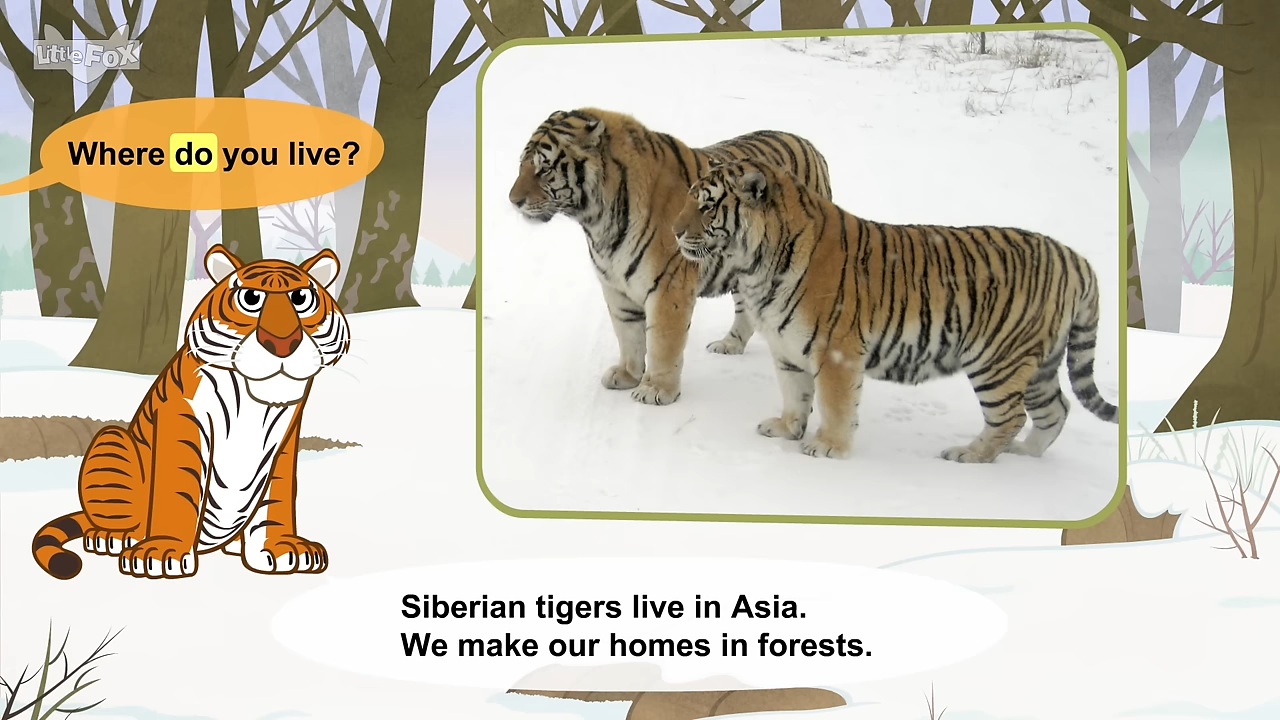 Little Fox
Where do you live?
Siberian tigers live in Asia.
We make our homes in forests.